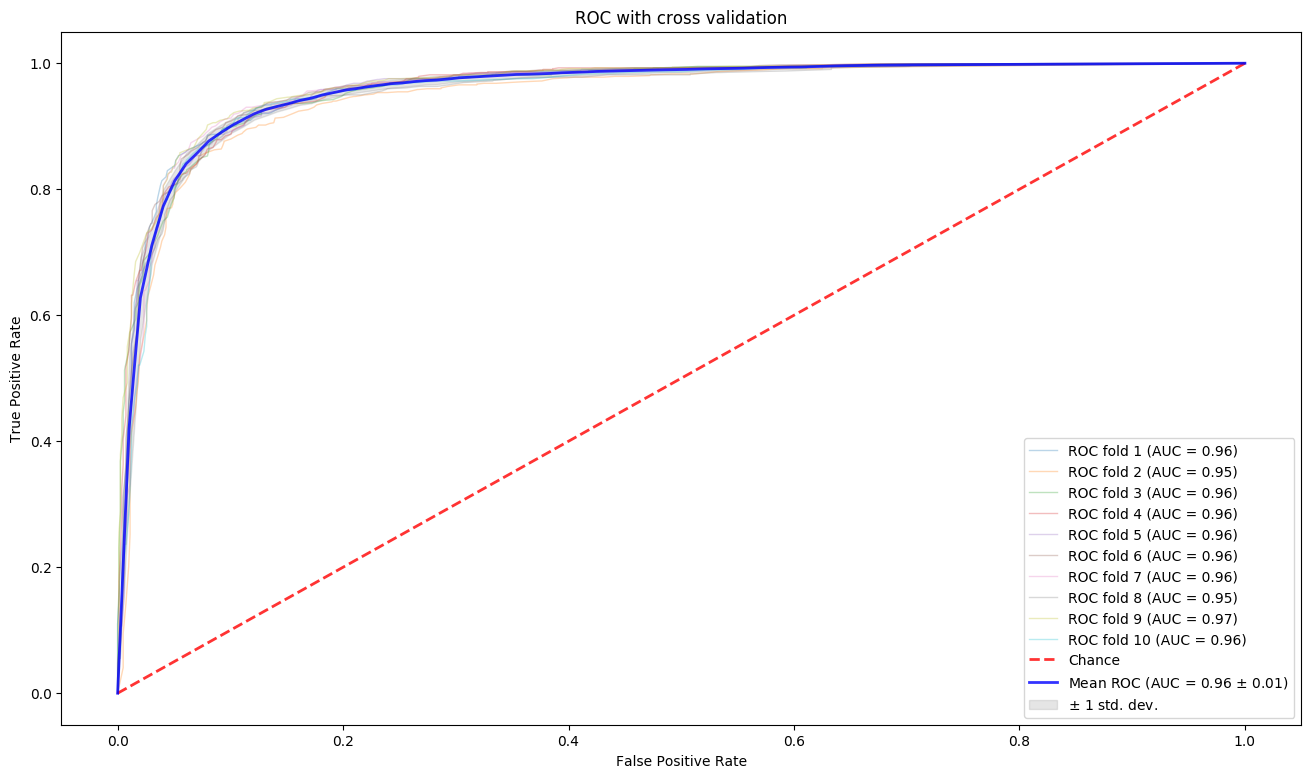 ROC with cross validation
True Positive Rate
1.0
0.8
0.6
0.4
0.2
0.0
0.0 0.2 0.4 0.6 0.8 1.0
False Positive Rate
ROC fold 1 (AUC = 0.96)
ROC fold 2 (AUC = 0.95)
ROC fold 3 (AUC = 0.96)
ROC fold 4 (AUC = 0.96)
ROC fold 5 (AUC = 0.96)
ROC fold 6 (AUC = 0.96)
ROC fold 7 (AUC = 0.96)
ROC fold 8 (AUC = 0.95)
ROC fold 9 (AUC = 0.97)
ROC fold 10 (AUC = 0.96)
Chance
Mean ROC (AUC = 0.96 ± 0.01)
± 1 std. dev.